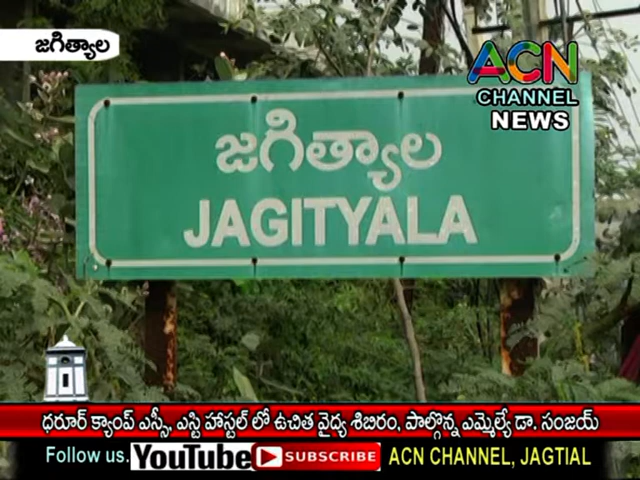 జగిత్యాల
ACN
CHANNEL
NEWS
జగిత్యాల
JAGITYALA
ధరూర్ క్యాంప్ ఎస్సీ, ఎస్టి హాస్టల్ లో ఉచిత వైద్య శిబిరం, పాల్గొన్న ఎమ్మెల్యే డా. సంజయ్
Follow us. YouTube SUBSCRIBE ACN CHANNEL, JAGTIAL